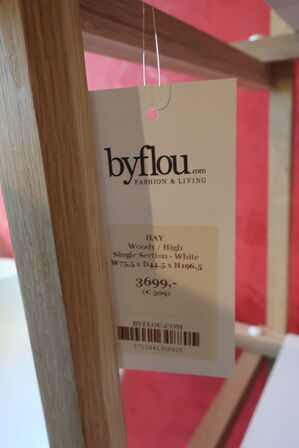 byflou.com
FASHION & LIVING
HAY
Woody / High
Single Section - White
W75,5 x D44,5 x H196,5
3699,-
(€ 509)
BYFLOU.COM